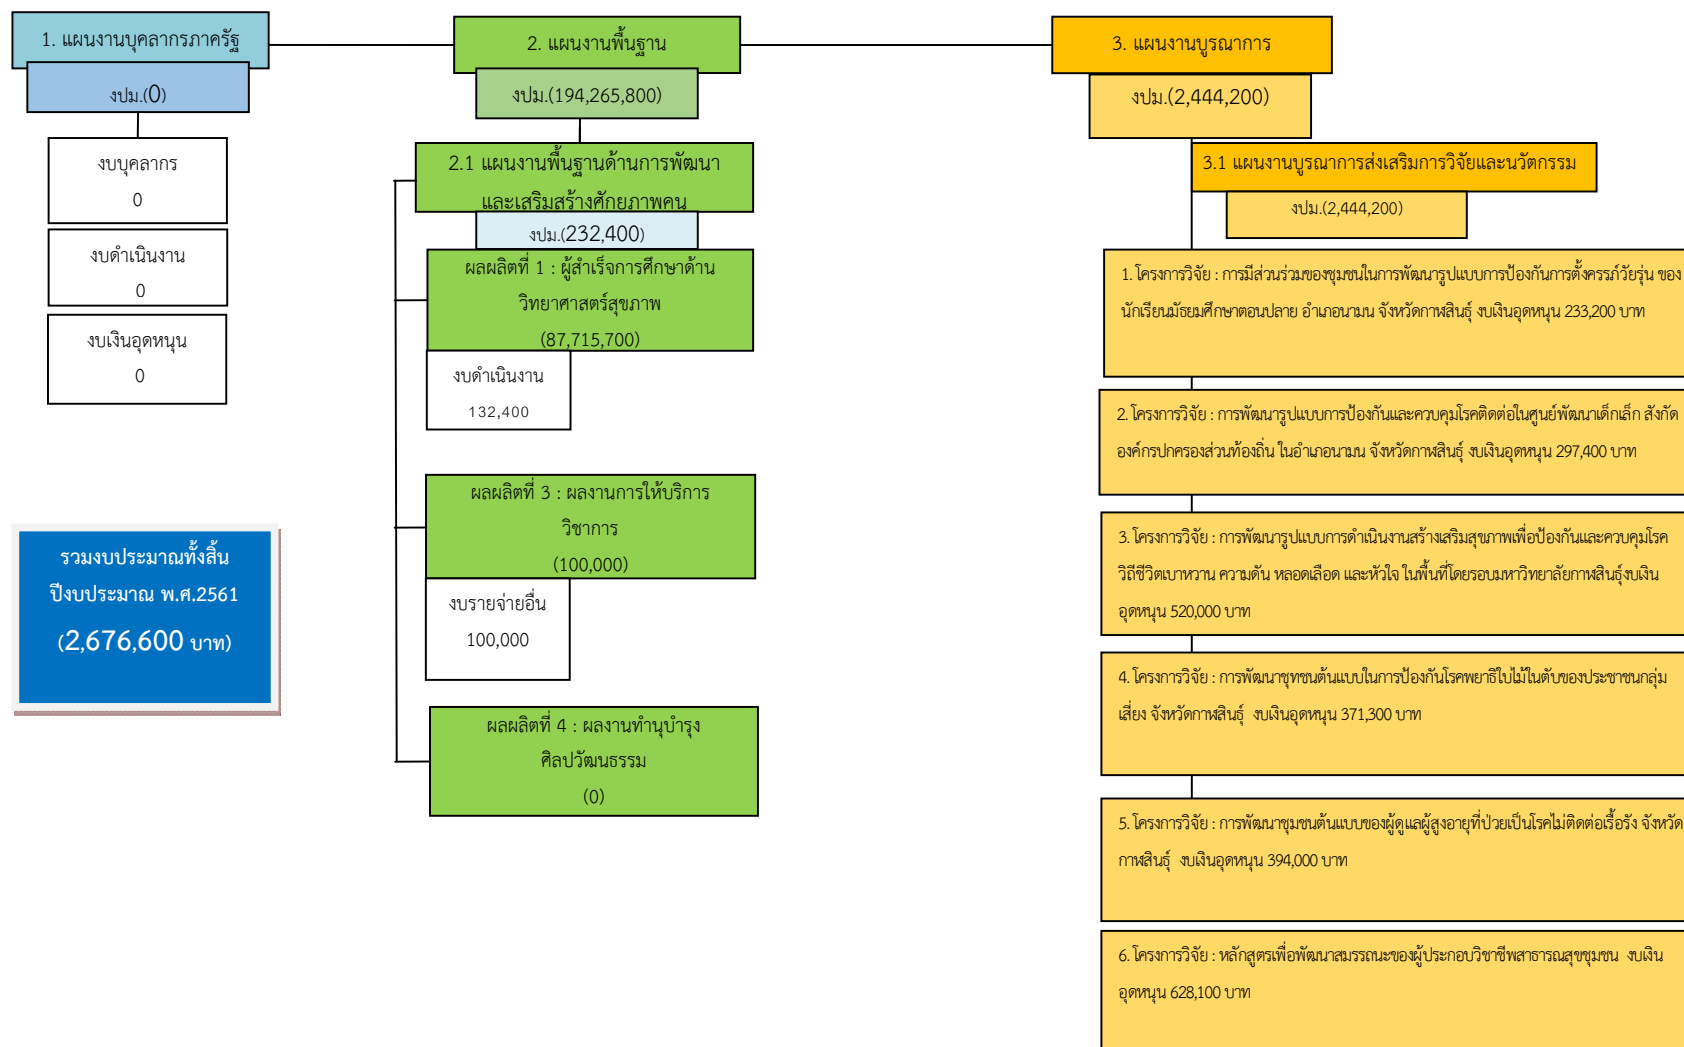 1. แผนงานบุคลากรภาครัฐ
งปม.(0)
งบบุคลากร
0
งบดำเนินงาน
0
งบเงินอุดหนุน
0
รวมงบประมาณทั้งสิ้น
ปีงบประมาณ พ.ศ.2561
(2,676,600 บาท)
2. แผนงานพื้นฐาน
งปม.(194,265,800)
2.1 แผนงานพื้นฐานด้านการพัฒนา
และเสริมสร้างศักยภาพคน
งปม.(232,400)
ผลผลิตที่ 1 : ผู้สำเร็จการศึกษาด้าน
วิทยาศาสตร์สุขภาพ
(87,715,700)
งบดำเนินงาน
132,400
ผลผลิตที่ 3 : ผลงานการให้บริการ
วิชาการ
(100,000)
งบรายจ่ายอื่น
100,000
ผลผลิตที่ 4 : ผลงานทำนุบำรุง
ศิลปวัฒนธรรม
(0)
3. แผนงานบูรณาการ
งปม.(2,444,200)
3.1 แผนงานบูรณาการส่งเสริมการวิจัยและนวัตกรรม
งปม.(2,444,200)
1. โครงการวิจัย : การมีส่วนร่วมของชุมชนในการพัฒนารูปแบบการป้องกันการตั้งครรภ์วัยรุ่น ของ
นักเรียนมัธยมศึกษาตอนปลาย อำเภอนามน จังหวัดกาฬสินธุ์ งบเงินอุดหนุน 233,200 บาท
2. โครงการวิจัย : การพัฒนารูปแบบการป้องกันและควบคุมโรคติดต่อในศูนย์พัฒนาเด็กเล็ก สังกัด
องค์กรปกครองส่วนท้องถิ่น ในอำเภอนามน จังหวัดกาฬสินธุ์ งบเงินอุดหนุน 297,400 บาท
3. โครงการวิจัย : การพัฒนารูปแบบการดำเนินงานสร้างเสริมสุขภาพเพื่อป้องกันและควบคุมโรค
วิถีชีวิตเบาหวาน ความดัน หลอดเลือด และหัวใจ ในพื้นที่โดยรอบมหาวิทยาลัยกาฬสินธุ์งบเงิน
อุดหนุน 520,000 บาท
4. โครงการวิจัย : การพัฒนาชุทชนต้นแบบในการป้องกันโรคพยาธิใบไม้ในตับของประชาชนกลุ่ม
เสี่ยง จังหวัดกาฬสินธุ์ งบเงินอุดหนุน 371,300 บาท
5. โครงการวิจัย : การพัฒนาชุมชนต้นแบบของผู้ดูแลผู้สูงอายุที่ป่วยเป็นโรคไม่ติดต่อเรื้อรัง จังหวัด
กาฬสินธุ์ งบเงินอุดหนุน 394,000 บาท
6. โครงการวิจัย : หลักสูตรเพื่อพัฒนาสมรรถนะของผู้ประกอบวิชาชีพสาธารณสุขชุมชน งบเงิน
อุดหนุน 628,100 บาท